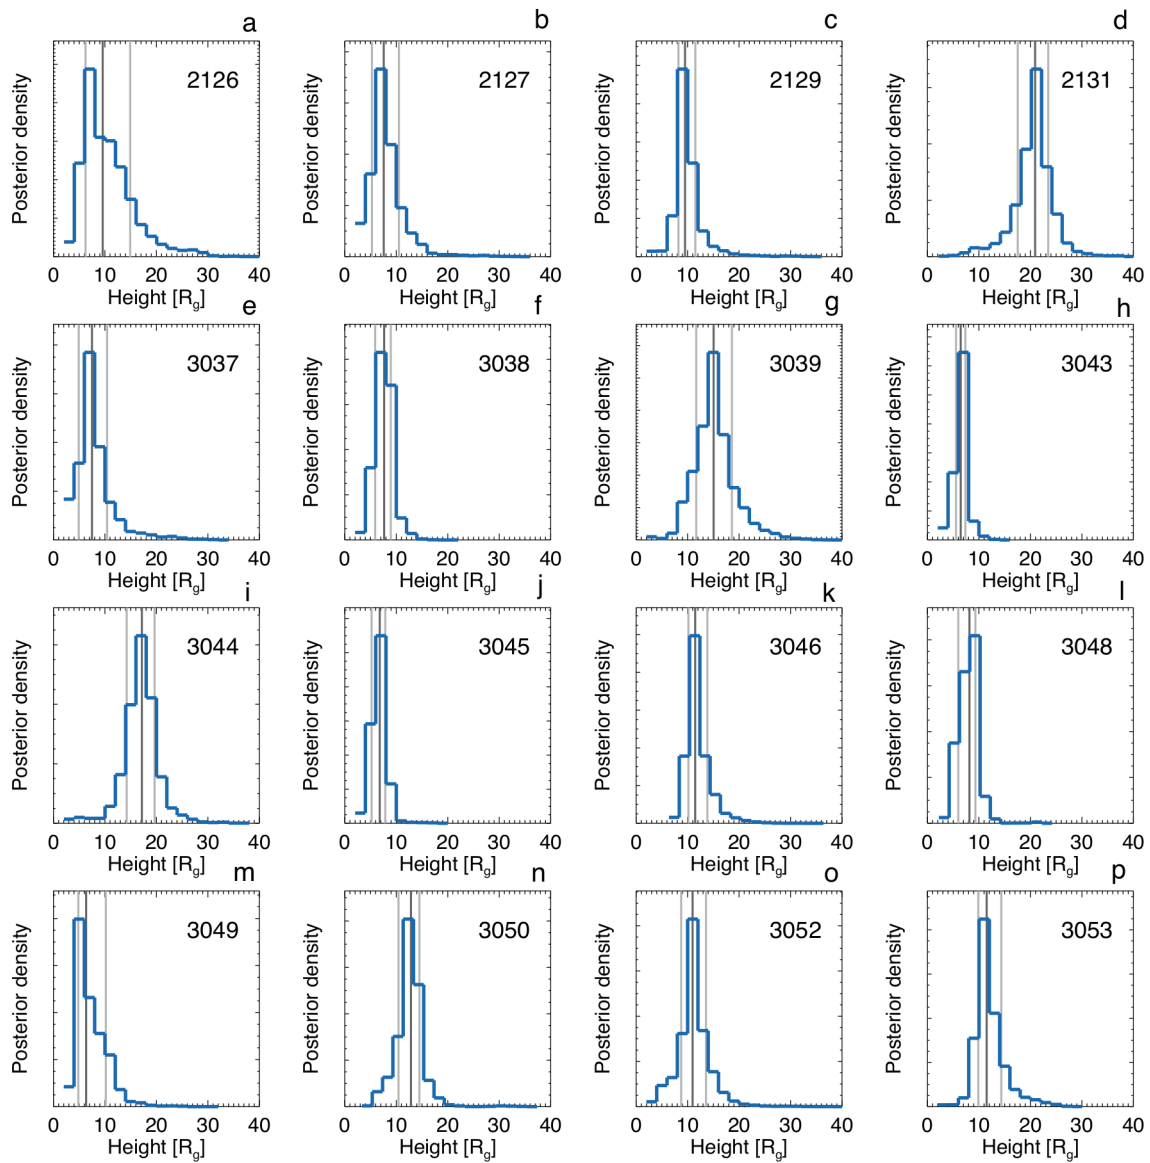 a b c d
Posterior density 2126 Posterior density 2127 Posterior density 2129 Posterior density 2131
0 10 20 30 40 0 10 20 30 40 0 10 20 30 40 0 10 20 30 40
Height [Rg] Height [Rg] Height [Rg] Height [Rg]
e f g h
Posterior density 3037 Posterior density 3038 Posterior density 3039 Posterior density 3043
0 10 20 30 40 0 10 20 30 40 0 10 20 30 40 0 10 20 30 40
Height [Rg] Height [Rg] Height [Rg] Height [Rg]
i j k l
Posterior density 3044 Posterior density 3045 Posterior density 3046 Posterior density 3048
0 10 20 30 40 0 10 20 30 40 0 10 20 30 40 0 10 20 30 40
Height [Rg] Height [Rg] Height [Rg] Height [Rg]
m n o p
Posterior density 3049 Posterior density 3050 Posterior density 3052 Posterior density 3053
0 10 20 30 40 0 10 20 30 40 0 10 20 30 40 0 10 20 30 40
Height [Rg] Height [Rg] Height [Rg] Height [Rg]